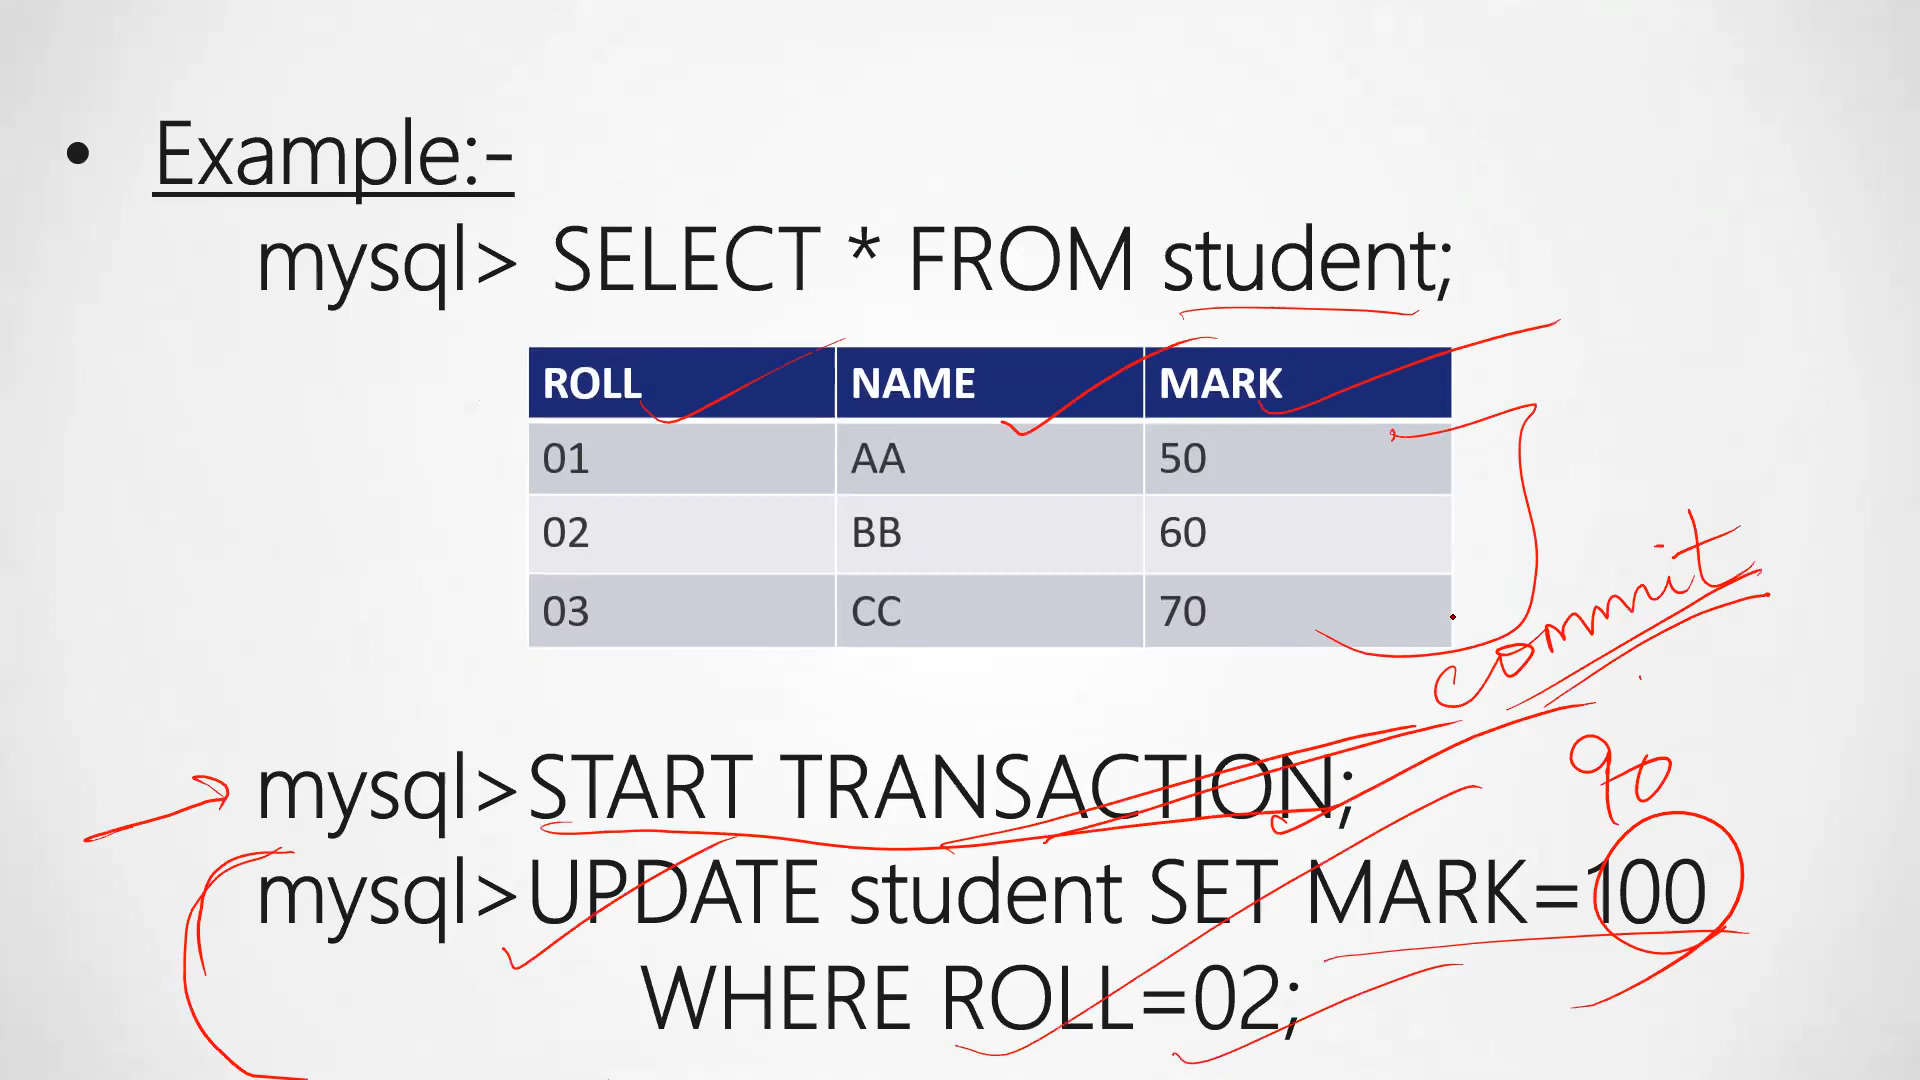 • Example:-
mysql> SELECT * FROM student;
ROLL NAME MARK
01 AA 50
02 BB 60
03 CC 70
commit
mysql>START TRANSACTION;
90
mysql>UPDATE student SET MARK=100
WHERE ROLL=02;